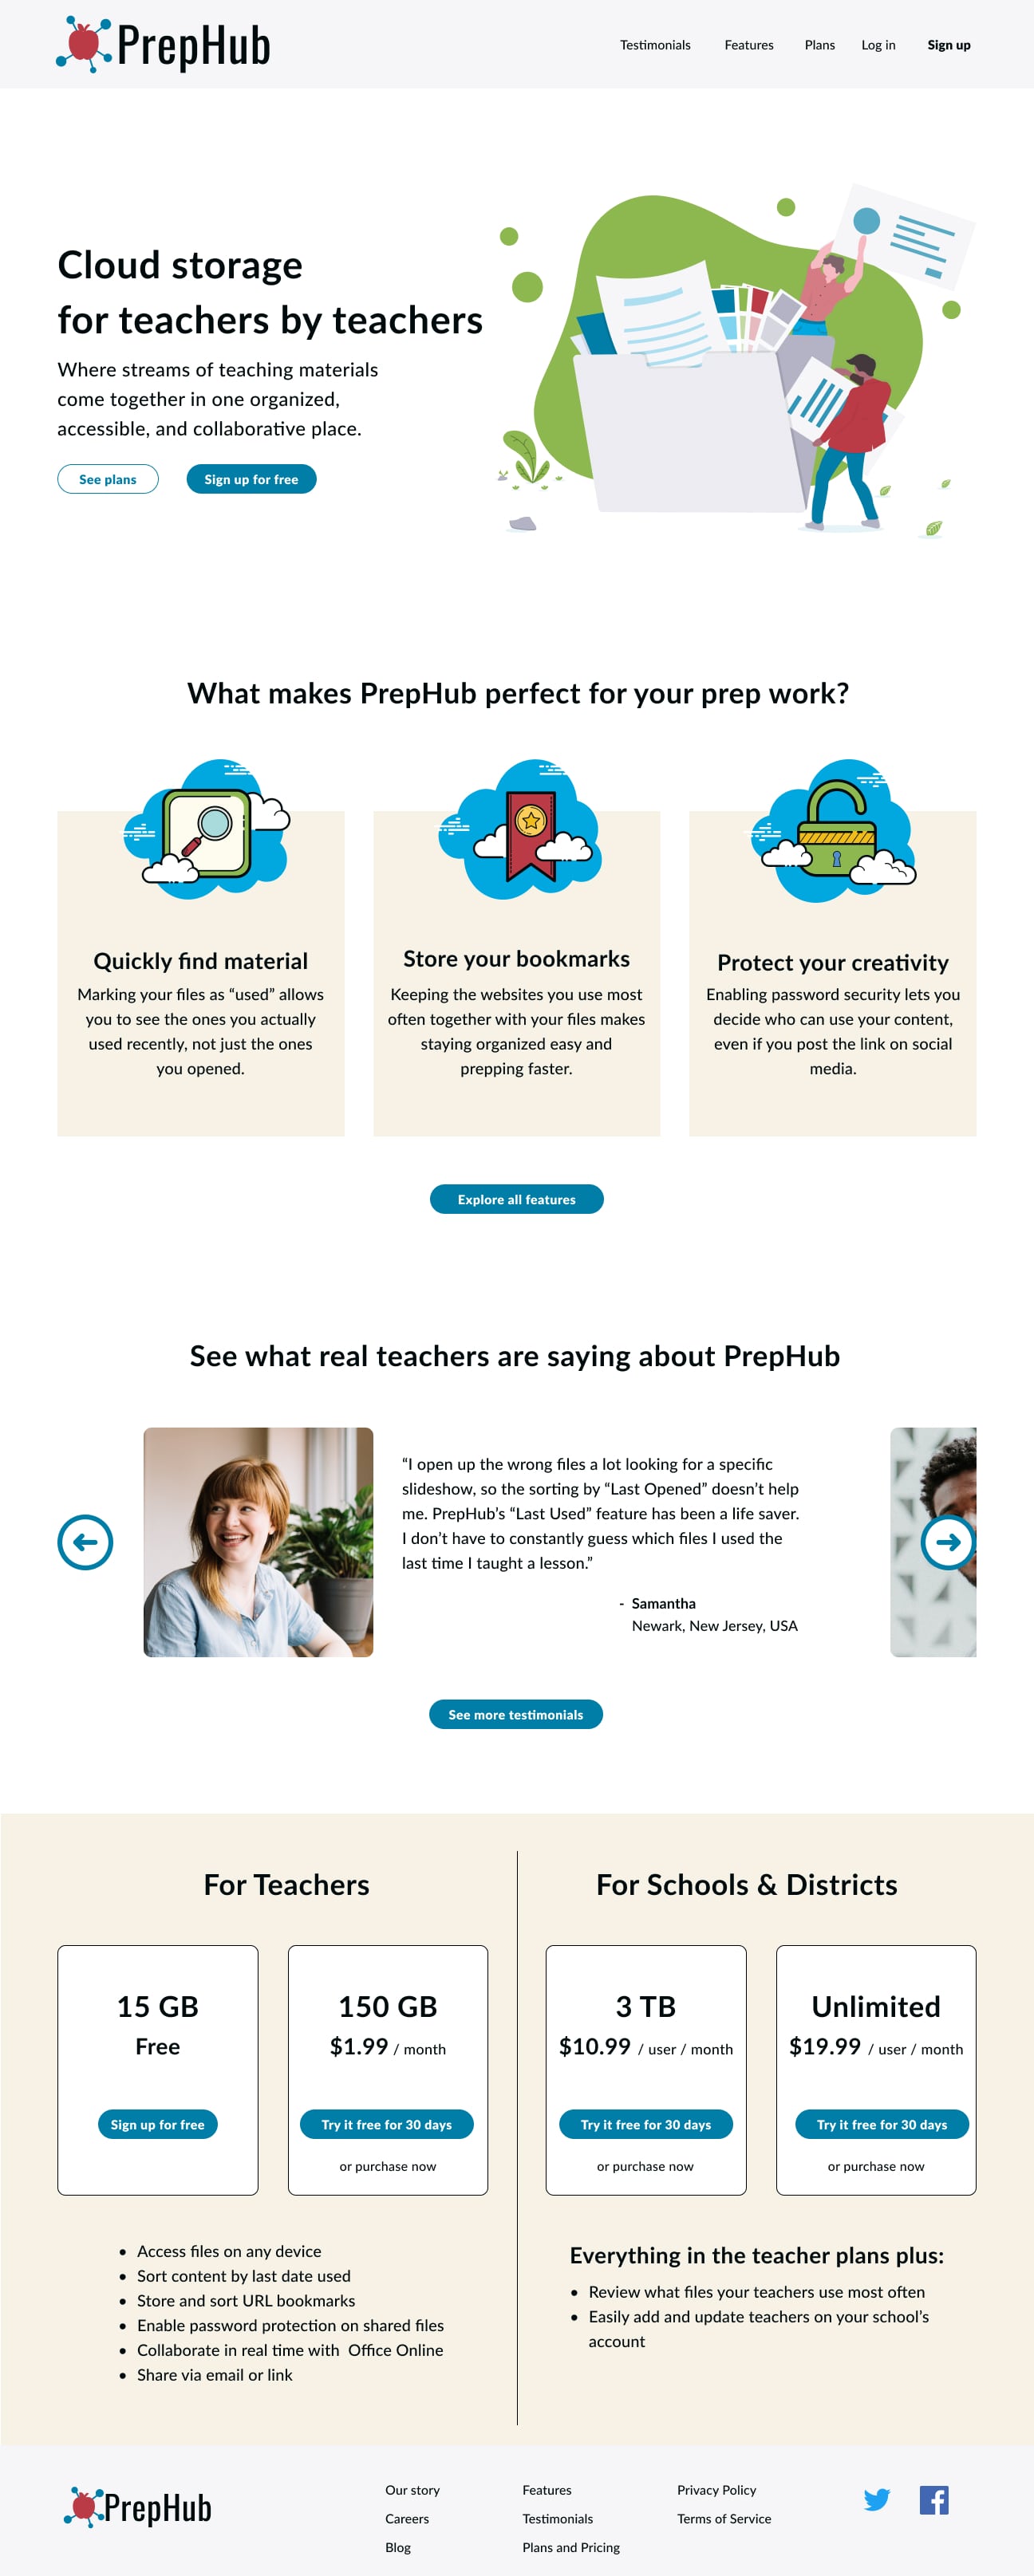 PrepHub
Testimonials Features Plans Log in Sign up
Cloud storage
for teachers by teachers
Where streams of teaching materials
come together in one organized,
accessible, and collaborative place.
See plans Sign up for free
What makes PrepHub perfect for your prep work?
Quickly find material
Marking your files as “used” allows
you to see the ones you actually
used recently, not just the ones
you opened.
Store your bookmarks
Keeping the websites you use most
often together with your files makes
staying organized easy and
prepping faster.
Protect your creativity
Enabling password security lets you
decide who can use your content,
even if you post the link on social
media.
Explore all features
See what real teachers are saying about PrepHub
“I open up the wrong files a lot looking for a specific
slideshow, so the sorting by “Last Opened” doesn’t help
me. PrepHub’s “Last Used” feature has been a life saver.
I don’t have to constantly guess which files I used the
last time I taught a lesson.”
- Samantha
Newark, New Jersey, USA
See more testimonials
For Teachers
15 GB
Free
Sign up for free
150 GB
$1.99 / month
Try it free for 30 days
or purchase now
• Access files on any device
• Sort content by last date used
• Store and sort URL bookmarks
• Enable password protection on shared files
• Collaborate in real time with  Office Online
• Share via email or link
For Schools & Districts
3 TB
$10.99 / user / month
Try it free for 30 days
or purchase now
Unlimited
$19.99 / user / month
Try it free for 30 days
or purchase now
Everything in the teacher plans plus:
• Review what files your teachers use most often
• Easily add and update teachers on your school’s
account
PrepHub
Our story
Careers
Blog
Features
Testimonials
Plans and Pricing
Privacy Policy
Terms of Service